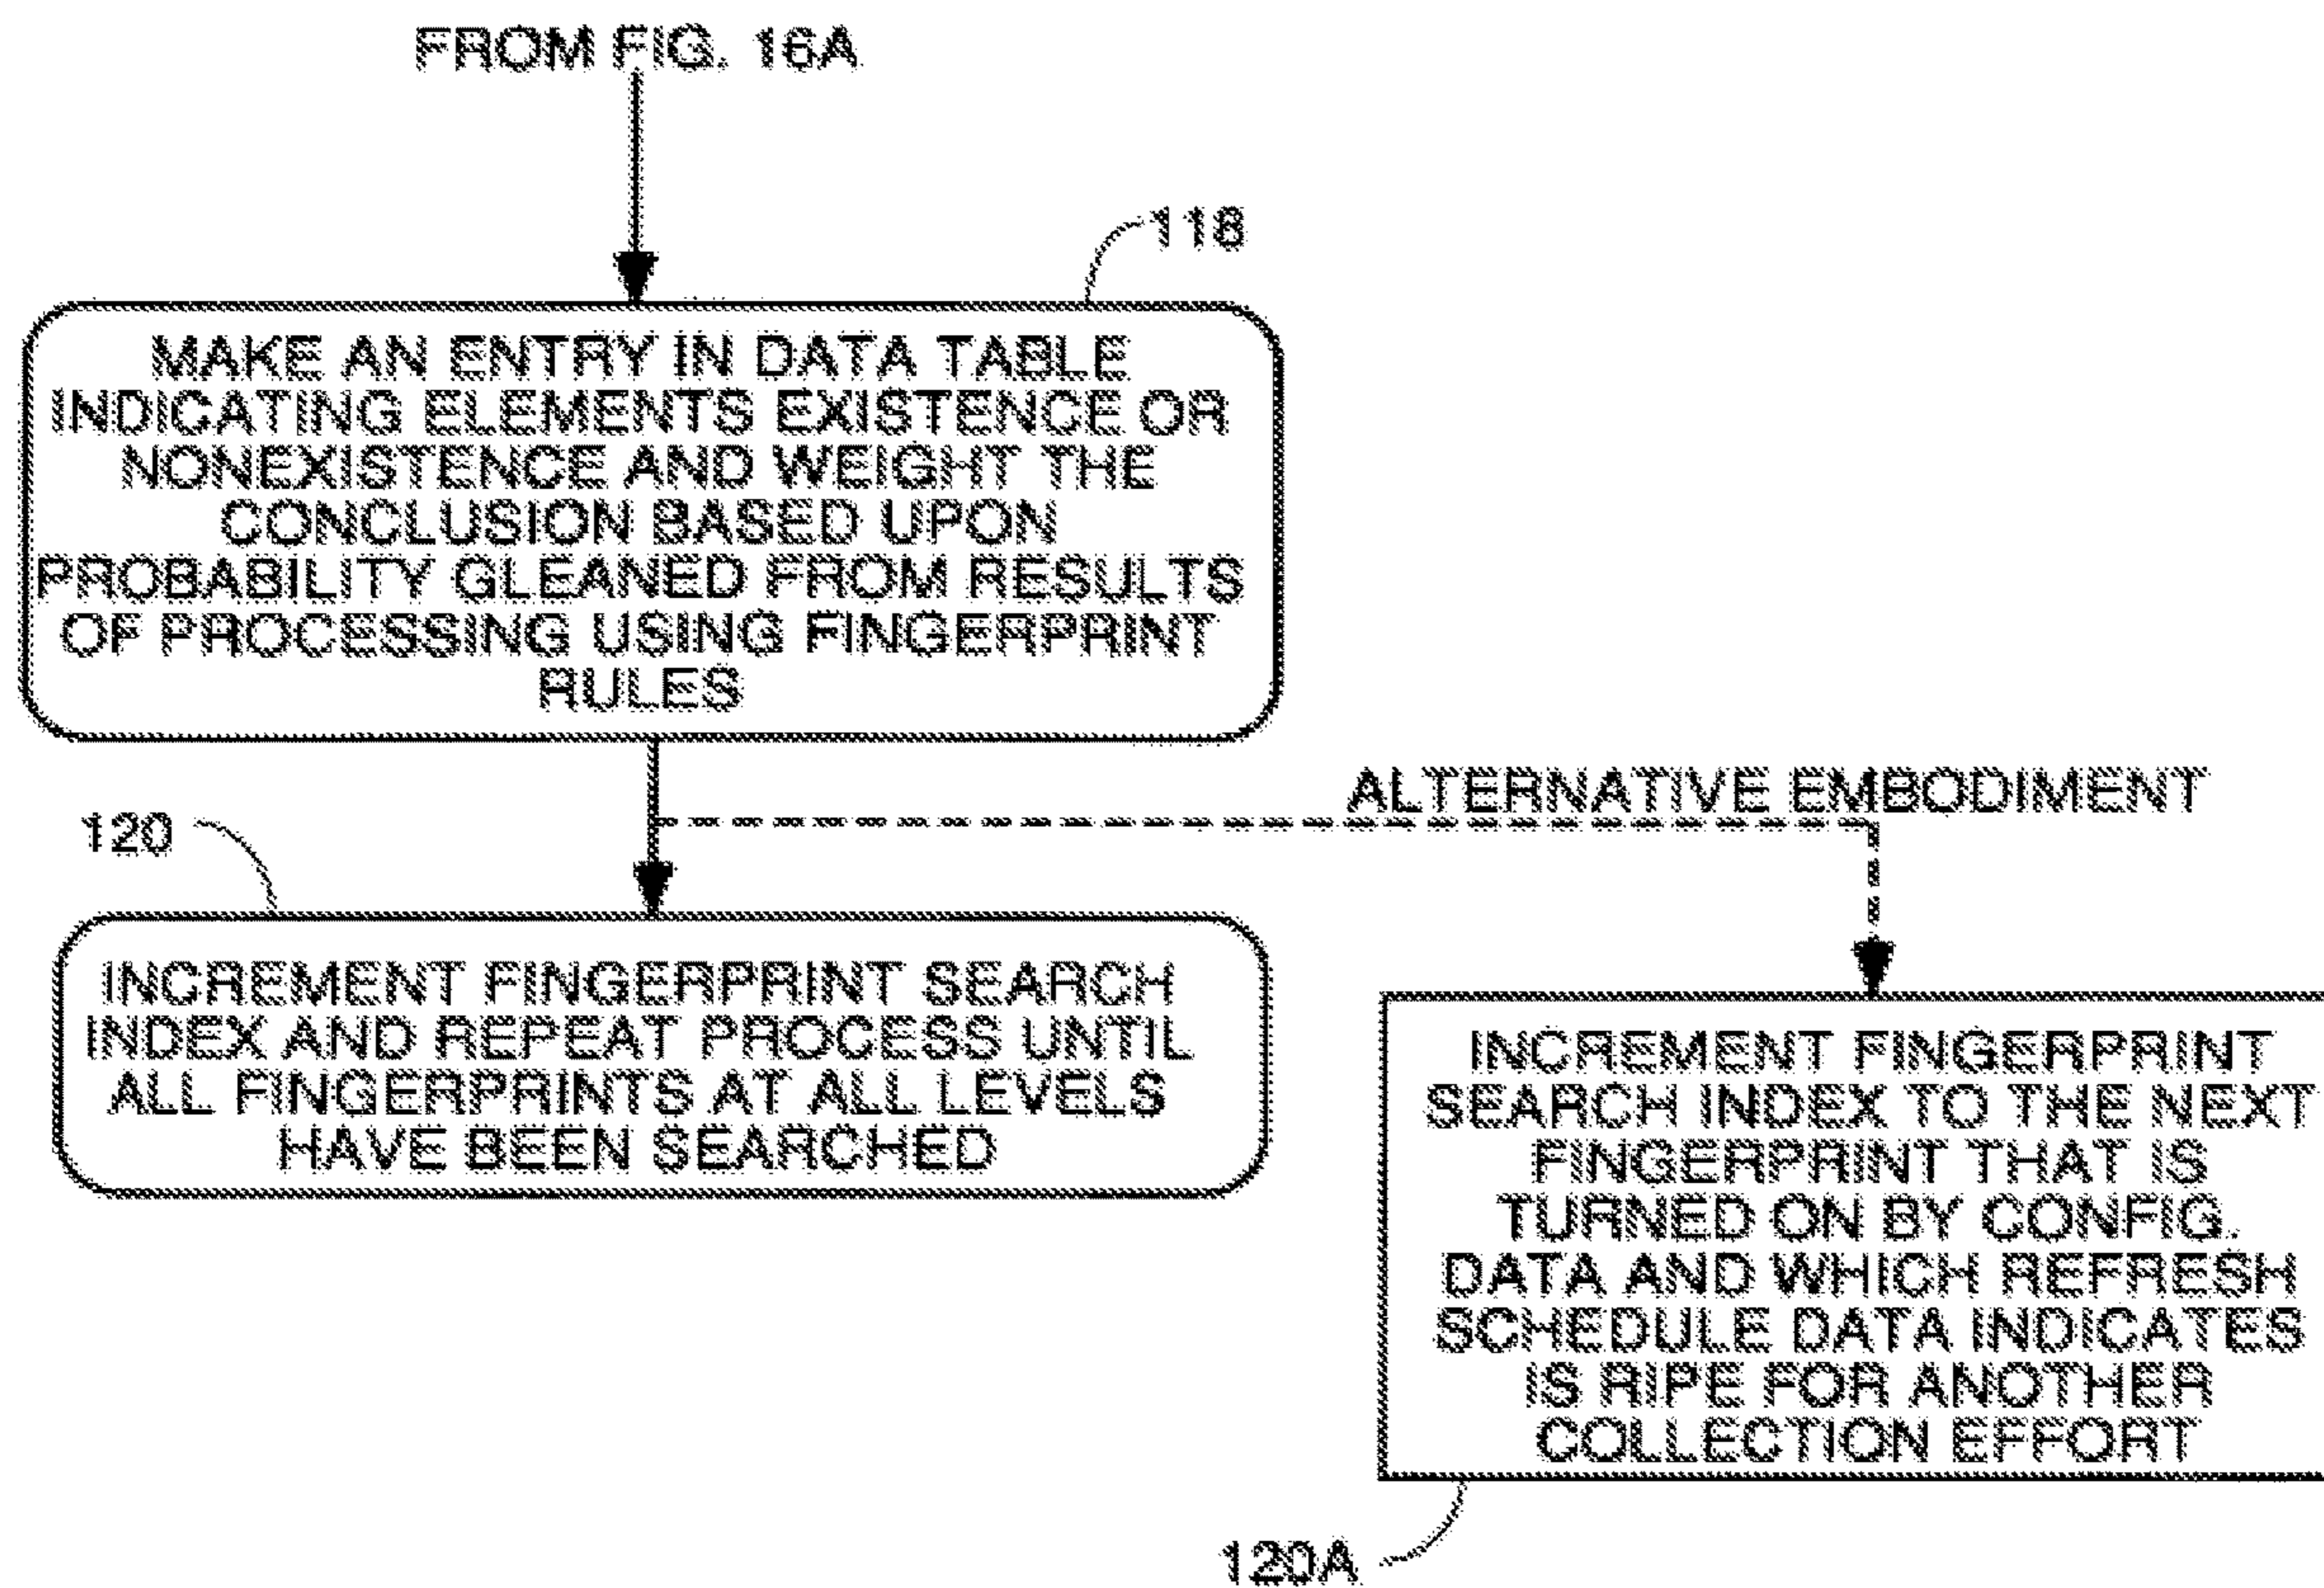 FROM FIG. 16A
118
MAKE AN ENTRY IN DATA TABLE
INDICATING ELEMENTS EXISTENCE OR
NONEXISTENCE AND WEIGHT THE
CONCLUSION BASED UPON
PROBABILITY GLEANED FROM RESULTS
OF PROCESSING USING FINGERPRINT
RULES
ALTERNATIVE EMBODIMENT
120
INCREMENT FINGERPRINT SEARCH
INDEX AND REPEAT PROCESS UNTIL
ALL FINGERPRINTS AT ALL LEVELS
HAVE BEEN SEARCHED
INCREMENT FINGERPRINT
SEARCH INDEX TO THE NEXT
FINGERPRINT THAT IS
TURNED ON BY CONFIG.
DATA AND WHICH REFRESH
SCHEDULE DATA INDICATES
IS RIPE FOR ANOTHER
COLLECTION EFFORT
120A